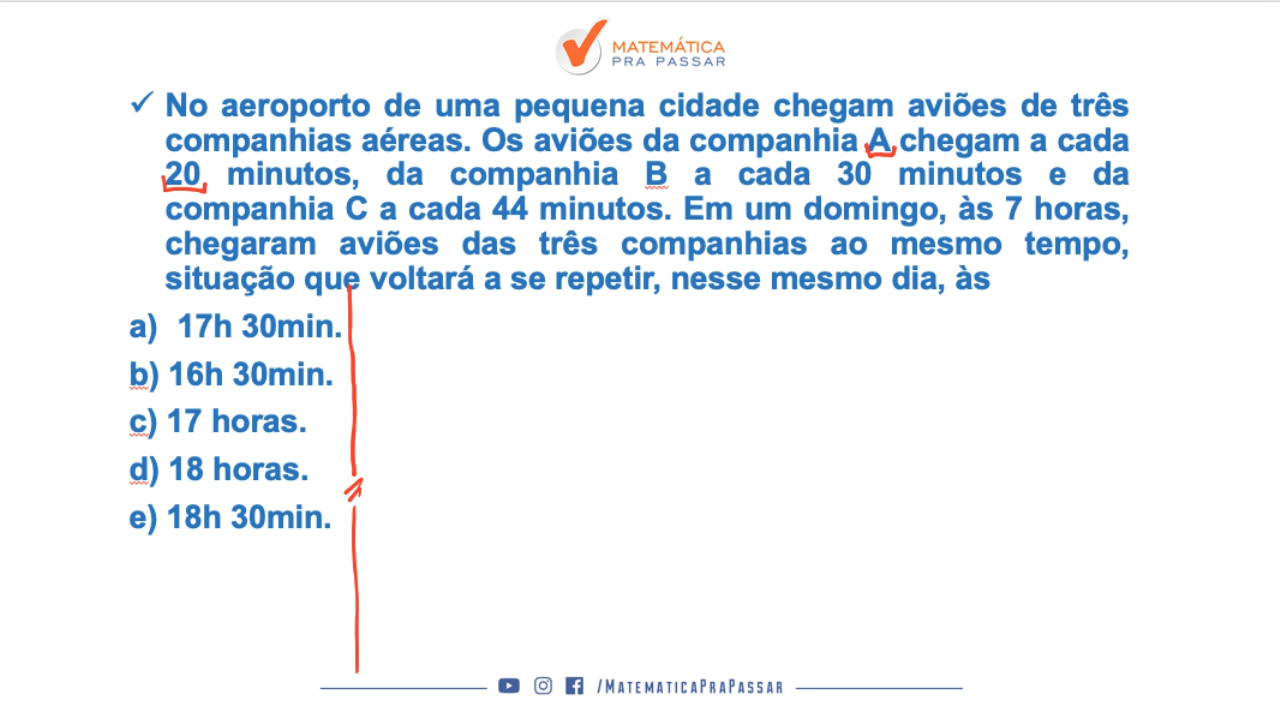 MATEMÁTICA
PRA PASSAR
✓ No aeroporto de uma pequena cidade chegam aviões de três
companhias aéreas. Os aviões da companhia A chegam a cada
20 minutos, da companhia B a cada 30 minutos e da
companhia C a cada 44 minutos. Em um domingo, às 7 horas,
chegaram aviões das três companhias ao mesmo tempo,
situação que voltará a se repetir, nesse mesmo dia, às
a) 17h 30min.
b) 16h 30min.
c) 17 horas.
d) 18 horas.
e) 18h 30min.
/MATEMATICAPRAPASSAR